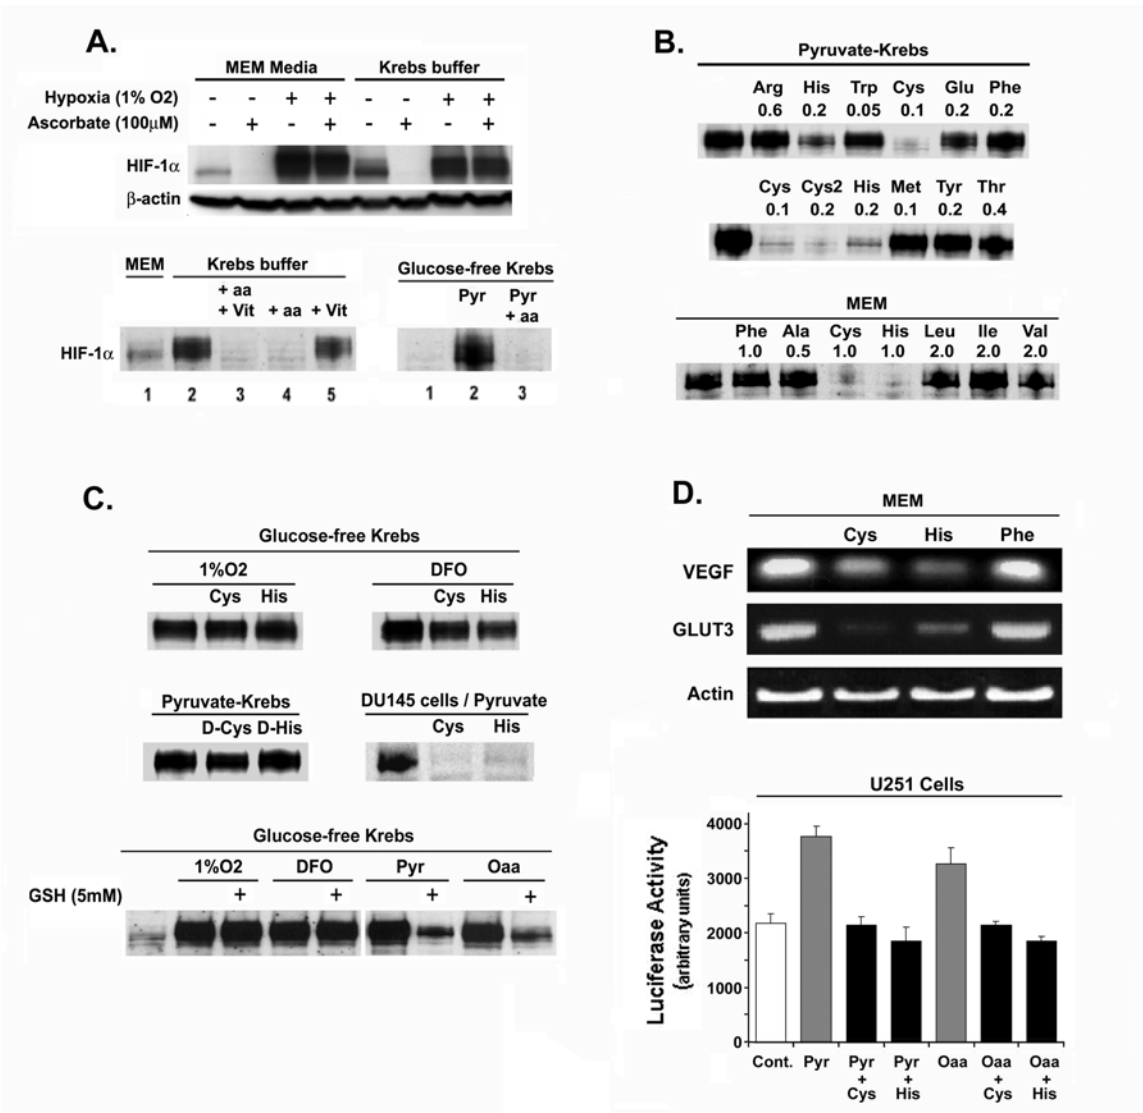 A.
MEM Media Krebs buffer
Hypoxia (1% O2) - - + + - - + +
Ascorbate (100μM) - + - + - + - +
HIF-1α
β-actin
MEM Krebs buffer
+ aa
+ Vit + aa + Vit
HIF-1α
1 2 3 4 5
Glucose-free Krebs
Pyr Pyr
+ aa
1 2 3
B.
Pyruvate-Krebs
Arg His Trp Cys Glu Phe
0.6 0.2 0.05 0.1 0.2 0.2
Cys Cys2 His Met Tyr Thr
0.1 0.2 0.2 0.1 0.2 0.4
MEM
Phe Ala Cys His Leu Ile Val
1.0 0.5 1.0 1.0 2.0 2.0 2.0
C.
Glucose-free Krebs
1%O2 DFO
Cys His Cys His
Pyruvate-Krebs
D-Cys D-His
DU145 cells / Pyruvate
Cys His
Glucose-free Krebs
1%O2 DFO Pyr Oaa
GSH (5mM) + + + +
D.
MEM
Cys His Phe
VEGF
GLUT3
Actin
U251 Cells
Luciferase Activity
(arbitrary units)
4000
3000
2000
1000
0
Cont. Pyr Pyr Pyr Oaa Oaa Oaa
+ + + +
Cys His Cys His